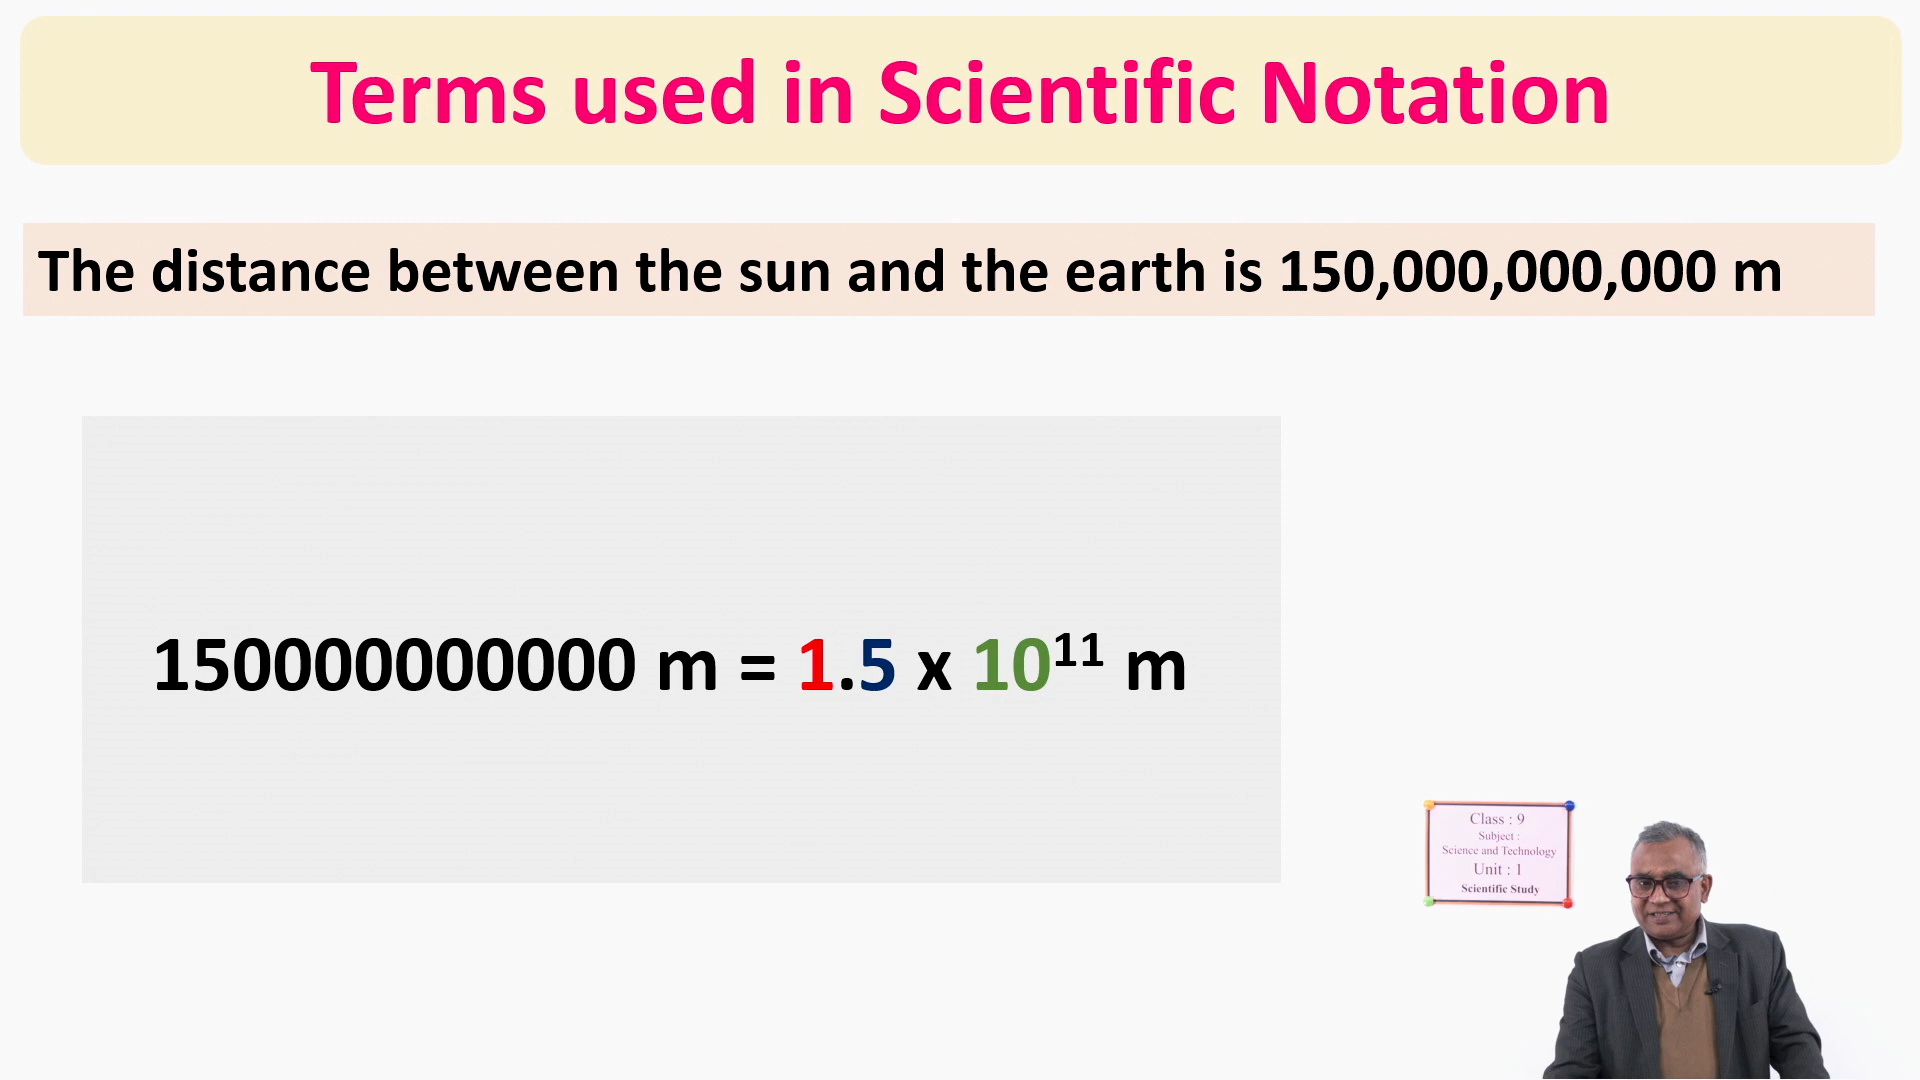 Terms used in Scientific Notation
The distance between the sun and the earth is 150,000,000,000 m
150000000000 m = 1.5 x 10¹¹ m
Class : 9
Subject :
Science and Technology
Unit : 1
Scientific Study